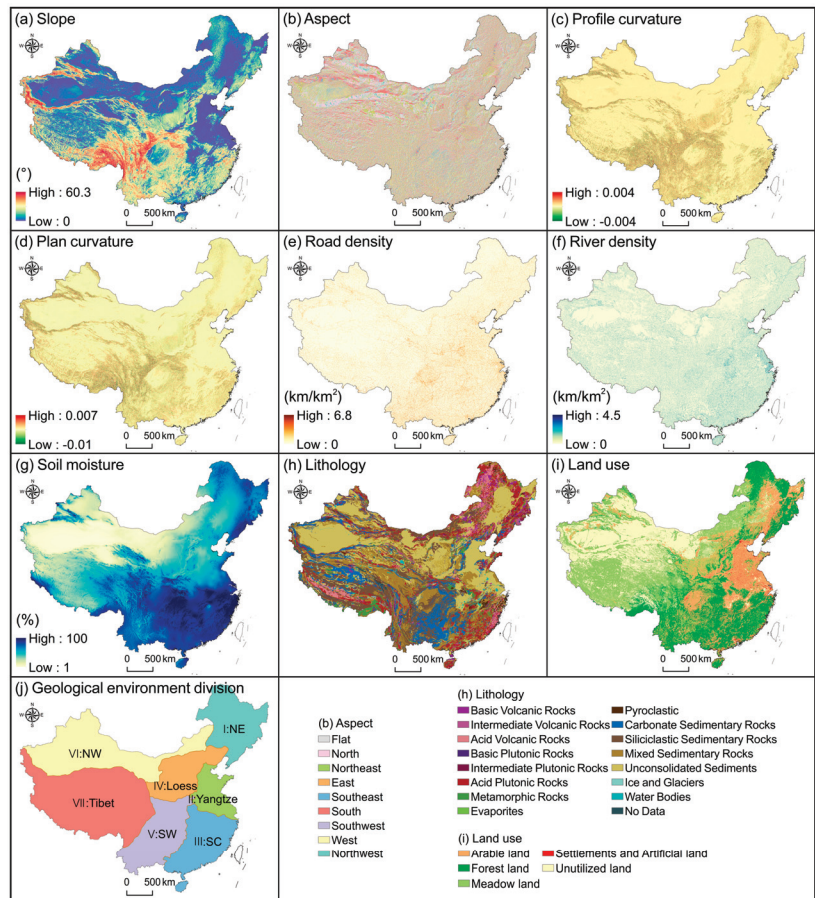 (a) Slope
N
W E
S
(°)
High : 60.3
Low : 0
0 500 km
(b) Aspect
N
W E
S
0 500 km
(c) Profile curvature
N
W E
S
High : 0.004
Low : -0.004
0 500 km
(d) Plan curvature
N
W E
S
High : 0.007
Low : -0.01
0 500 km
(e) Road density
N
W E
S
(km/km²)
High : 6.8
Low : 0
0 500 km
(f) River density
N
W E
S
(km/km²)
High : 4.5
Low : 0
0 500 km
(g) Soil moisture
N
W E
S
(%)
High : 100
Low : 1
0 500 km
(h) Lithology
N
W E
S
0 500 km
(i) Land use
N
W E
S
0 500 km
(j) Geological environment division
N
W E
S
I:NE
VI:NW
IV:Loess
II:Yangtze
VII:Tibet
V:SW
III:SC
0 500 km
(b) Aspect
Flat
North
Northeast
East
Southeast
South
Southwest
West
Northwest
(h) Lithology
Basic Volcanic Rocks
Intermediate Volcanic Rocks
Acid Volcanic Rocks
Basic Plutonic Rocks
Intermediate Plutonic Rocks
Acid Plutonic Rocks
Metamorphic Rocks
Evaporites
Pyroclastic
Carbonate Sedimentary Rocks
Siliciclastic Sedimentary Rocks
Mixed Sedimentary Rocks
Unconsolidated Sediments
Ice and Glaciers
Water Bodies
No Data
(i) Land use
Arable land
Forest land
Meadow land
Settlements and Artificial land
Unutilized land